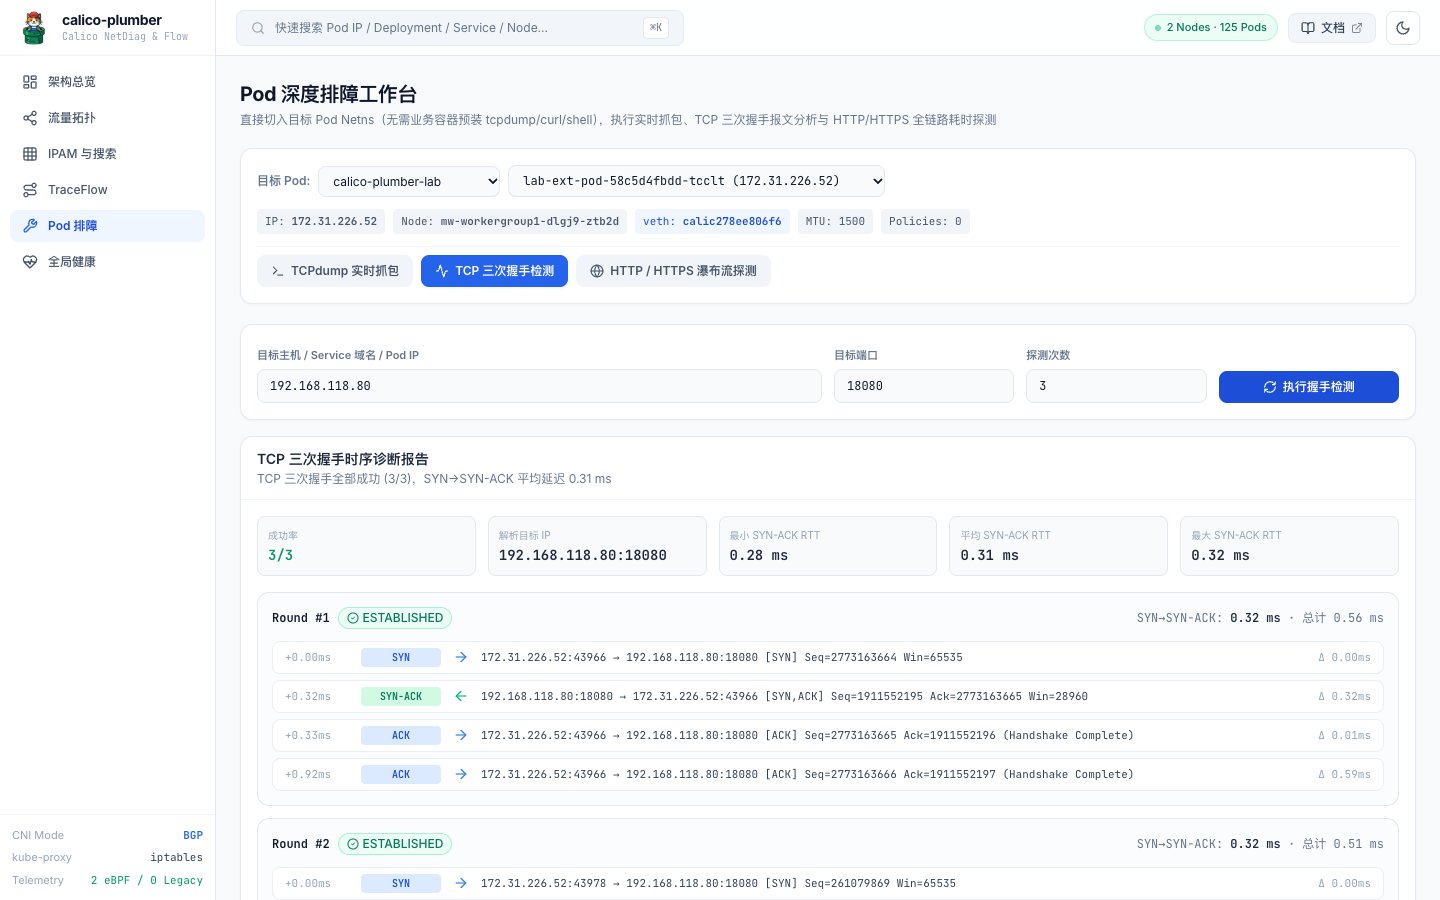 calico-plumber
Calico NetDiag & Flow
快速搜索 Pod IP / Deployment / Service / Node...
⌘K
2 Nodes · 125 Pods
文档
架构总览
流量拓扑
IPAM 与搜索
TraceFlow
Pod 排障
全局健康
CNI Mode BGP
kube-proxy iptables
Telemetry 2 eBPF / 0 Legacy
Pod 深度排障工作台
直接切入目标 Pod Netns（无需业务容器预装 tcpdump/curl/shell），执行实时抓包、TCP 三次握手报文分析与 HTTP/HTTPS 全链路耗时探测
目标 Pod: calico-plumber-lab lab-ext-pod-58c5d4fbdd-tcclt (172.31.226.52)
IP: 172.31.226.52 Node: mw-workergroup1-dlgj9-ztb2d veth: calic278ee806f6 MTU: 1500 Policies: 0
TCPdump 实时抓包 TCP 三次握手检测 HTTP / HTTPS 瀑布流探测
目标主机 / Service 域名 / Pod IP 目标端口 探测次数
192.168.118.80 18080 3 执行握手检测
TCP 三次握手时序诊断报告
TCP 三次握手全部成功 (3/3)，SYN→SYN-ACK 平均延迟 0.31 ms
成功率 解析目标 IP 最小 SYN-ACK RTT 平均 SYN-ACK RTT 最大 SYN-ACK RTT
3/3 192.168.118.80:18080 0.28 ms 0.31 ms 0.32 ms
Round #1 ESTABLISHED SYN→SYN-ACK: 0.32 ms · 总计 0.56 ms
+0.00ms SYN → 172.31.226.52:43966 → 192.168.118.80:18080 [SYN] Seq=2773163664 Win=65535 Δ 0.00ms
+0.32ms SYN-ACK ← 192.168.118.80:18080 → 172.31.226.52:43966 [SYN,ACK] Seq=1911552195 Ack=2773163665 Win=28960 Δ 0.32ms
+0.33ms ACK → 172.31.226.52:43966 → 192.168.118.80:18080 [ACK] Seq=2773163665 Ack=1911552196 (Handshake Complete) Δ 0.01ms
+0.92ms ACK → 172.31.226.52:43966 → 192.168.118.80:18080 [ACK] Seq=2773163666 Ack=1911552197 (Handshake Complete) Δ 0.59ms
Round #2 ESTABLISHED SYN→SYN-ACK: 0.32 ms · 总计 0.51 ms
+0.00ms SYN → 172.31.226.52:43978 → 192.168.118.80:18080 [SYN] Seq=261079869 Win=65535 Δ 0.00ms